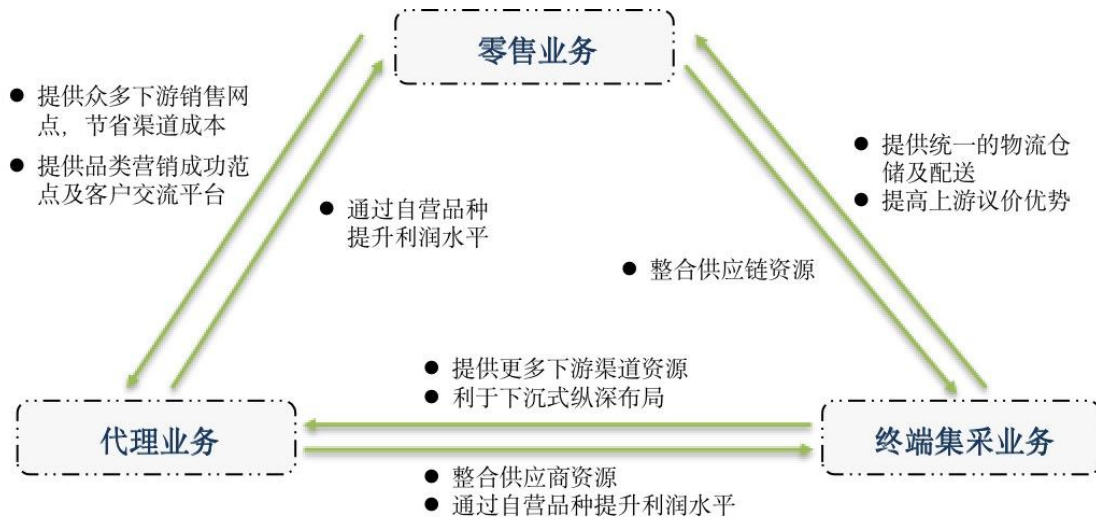 零售业务
● 提供众多下游销售网
点，节省渠道成本
● 提供品类营销成功范
点及客户交流平台
● 通过自营品种
提升利润水平
● 提供统一的物流仓
储及配送
● 提高上游议价优势
● 整合供应链资源
● 提供更多下游渠道资源
● 利于下沉式纵深布局
代理业务
终端集采业务
● 整合供应商资源
● 通过自营品种提升利润水平